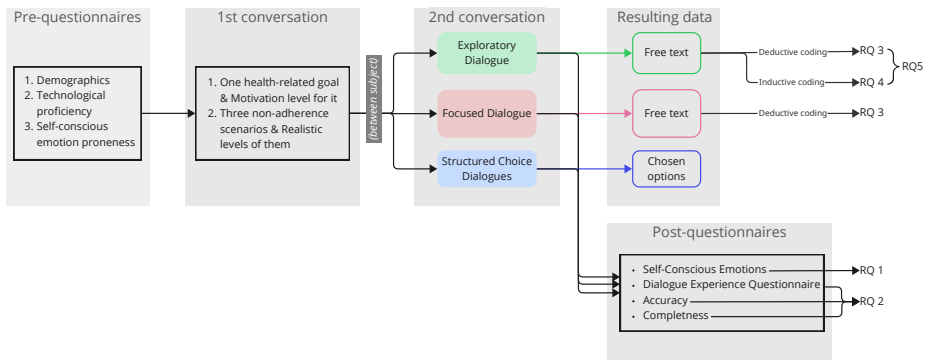 Pre-questionnaires
1. Demographics
2. Technological
proficiency
3. Self-conscious
emotion proneness
1st conversation
1. One health-related goal
& Motivation level for it
2. Three non-adherence
scenarios & Realistic
levels of them
(between subject)
2nd conversation
Exploratory
Dialogue
Focused Dialogue
Structured Choice
Dialogues
Resulting data
Free text
Free text
Chosen
options
Deductive coding
RQ 3
Inductive coding
RQ 4
RQ5
Deductive coding
RQ 3
Post-questionnaires
• Self-Conscious Emotions
• Dialogue Experience Questionnaire
• Accuracy
• Completness
RQ 1
RQ 2